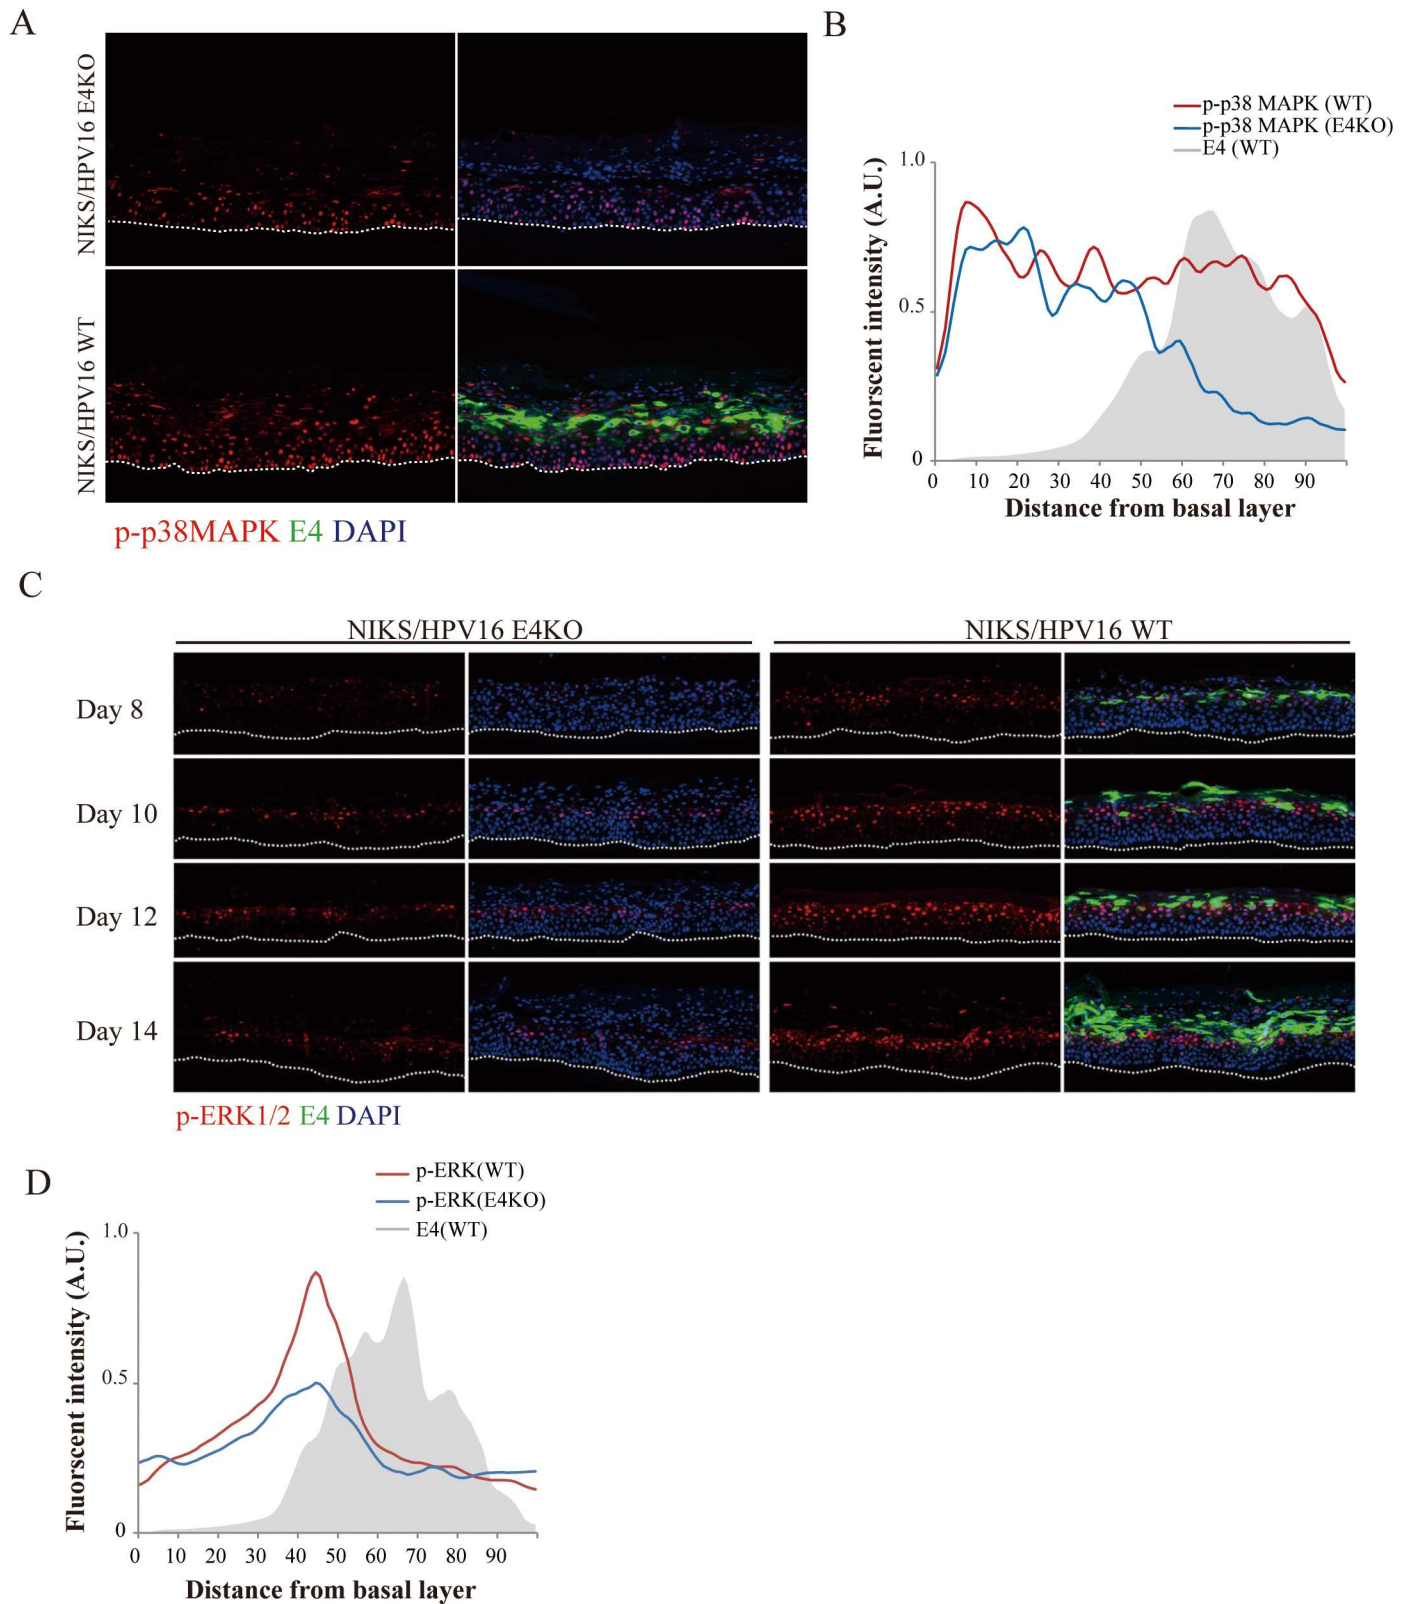 A
NIKS/HPV16 E4KO
NIKS/HPV16 WT
p-p38MAPK E4 DAPI
B
p-p38 MAPK (WT)
p-p38 MAPK (E4KO)
E4 (WT)
Fluorscent intensity (A.U.)
1.0
0.5
0
0 10 20 30 40 50 60 70 80 90
Distance from basal layer
C
NIKS/HPV16 E4KO NIKS/HPV16 WT
Day 8
Day 10
Day 12
Day 14
p-ERK1/2 E4 DAPI
D
p-ERK(WT)
p-ERK(E4KO)
E4(WT)
Fluorscent intensity (A.U.)
1.0
0.5
0
0 10 20 30 40 50 60 70 80 90
Distance from basal layer